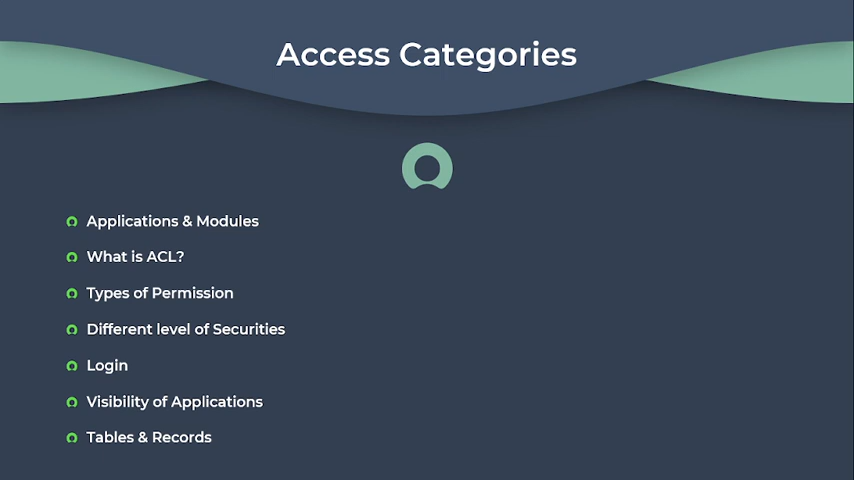 Access Categories
Applications & Modules
What is ACL?
Types of Permission
Different level of Securities
Login
Visibility of Applications
Tables & Records